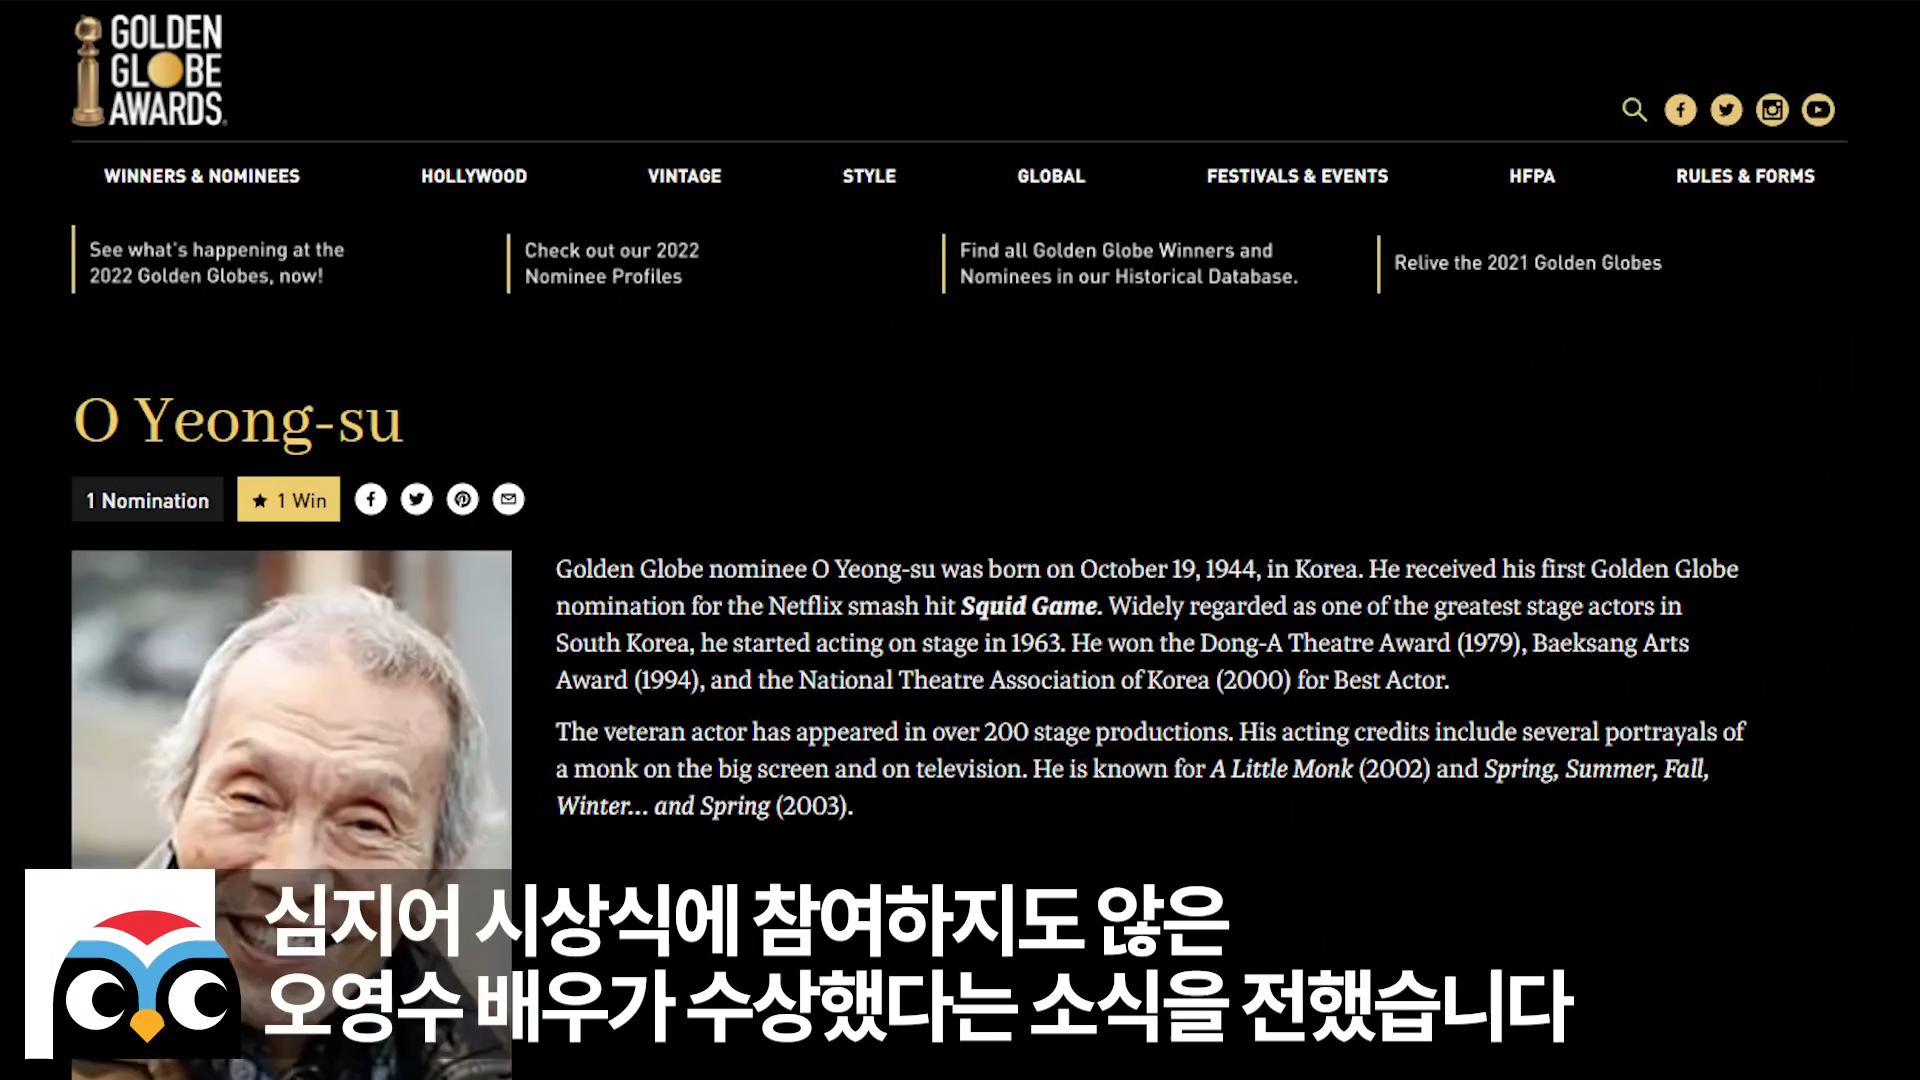 GOLDEN
GLOBE
AWARDS
WINNERS & NOMINEES
HOLLYWOOD
VINTAGE
STYLE
GLOBAL
FESTIVALS & EVENTS
HFPA
RULES & FORMS
See what's happening at the
2022 Golden Globes, now!
Check out our 2022
Nominee Profiles
Find all Golden Globe Winners and
Nominees in our Historical Database.
Relive the 2021 Golden Globes
O Yeong-su
1 Nomination
★ 1 Win
Golden Globe nominee O Yeong-su was born on October 19, 1944, in Korea. He received his first Golden Globe
nomination for the Netflix smash hit Squid Game. Widely regarded as one of the greatest stage actors in
South Korea, he started acting on stage in 1963. He won the Dong-A Theatre Award (1979), Baeksang Arts
Award (1994), and the National Theatre Association of Korea (2000) for Best Actor.
The veteran actor has appeared in over 200 stage productions. His acting credits include several portrayals of
a monk on the big screen and on television. He is known for A Little Monk (2002) and Spring, Summer, Fall,
Winter... and Spring (2003).
심지어 시상식에 참여하지도 않은
오영수 배우가 수상했다는 소식을 전했습니다